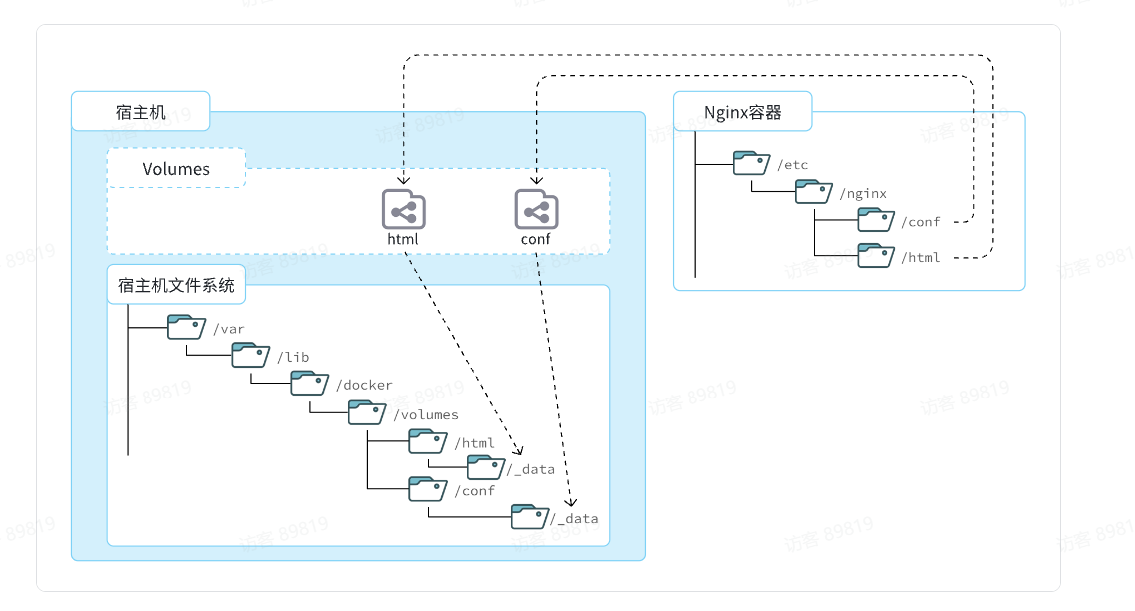 宿主机
Volumes
html
conf
宿主机文件系统
/var
/lib
/docker
/volumes
/html
/_data
/conf
/_data
Nginx容器
/etc
/nginx
/conf
/html
访客 89819